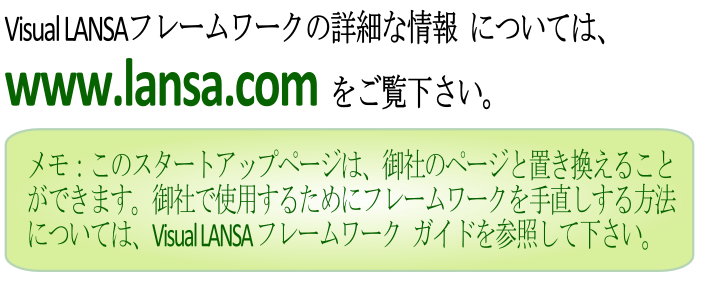 Visual LANSAフレームワークの詳細な情報 については、
www.lansa.com をご覧下さい。
メモ：このスタートアップページは、御社のページと置き換えること
ができます。御社で使用するためにフレームワークを手直しする方法
については、Visual LANSA フレームワーク ガイドを参照して下さい。